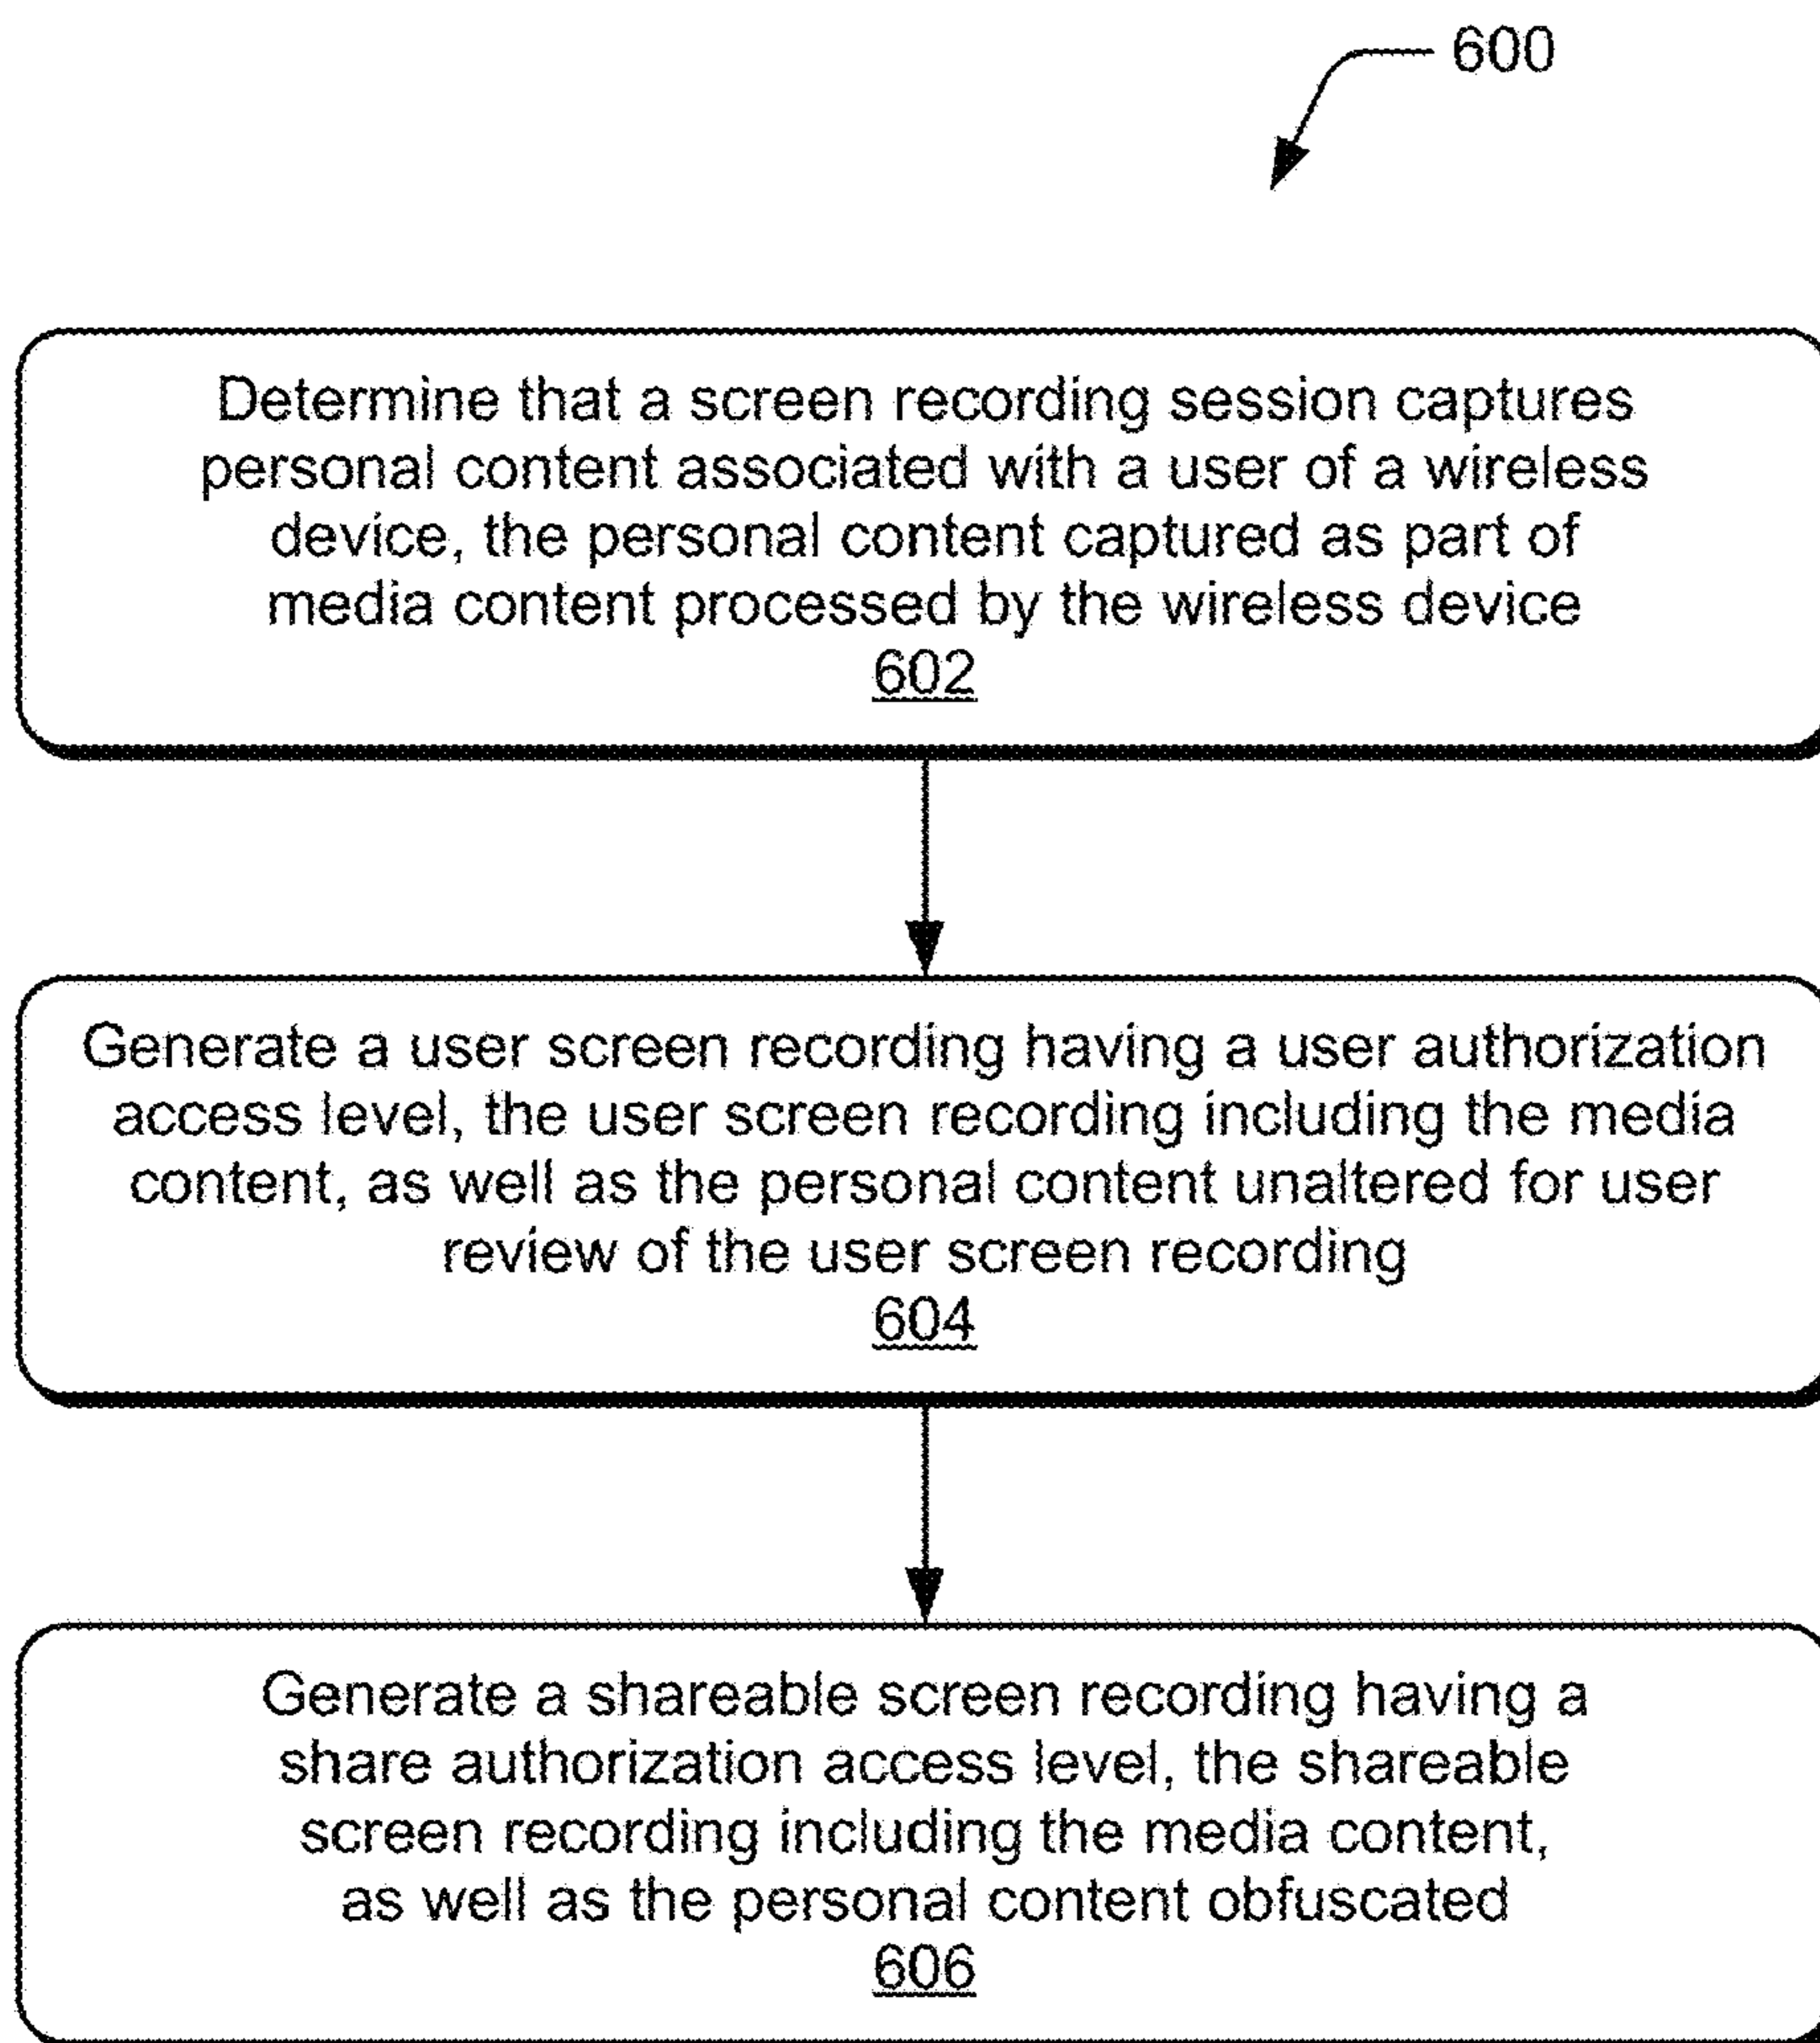 600
Determine that a screen recording session captures
personal content associated with a user of a wireless
device, the personal content captured as part of
media content processed by the wireless device
602
Generate a user screen recording having a user authorization
access level, the user screen recording including the media
content, as well as the personal content unaltered for user
review of the user screen recording
604
Generate a shareable screen recording having a
share authorization access level, the shareable
screen recording including the media content,
as well as the personal content obfuscated
606